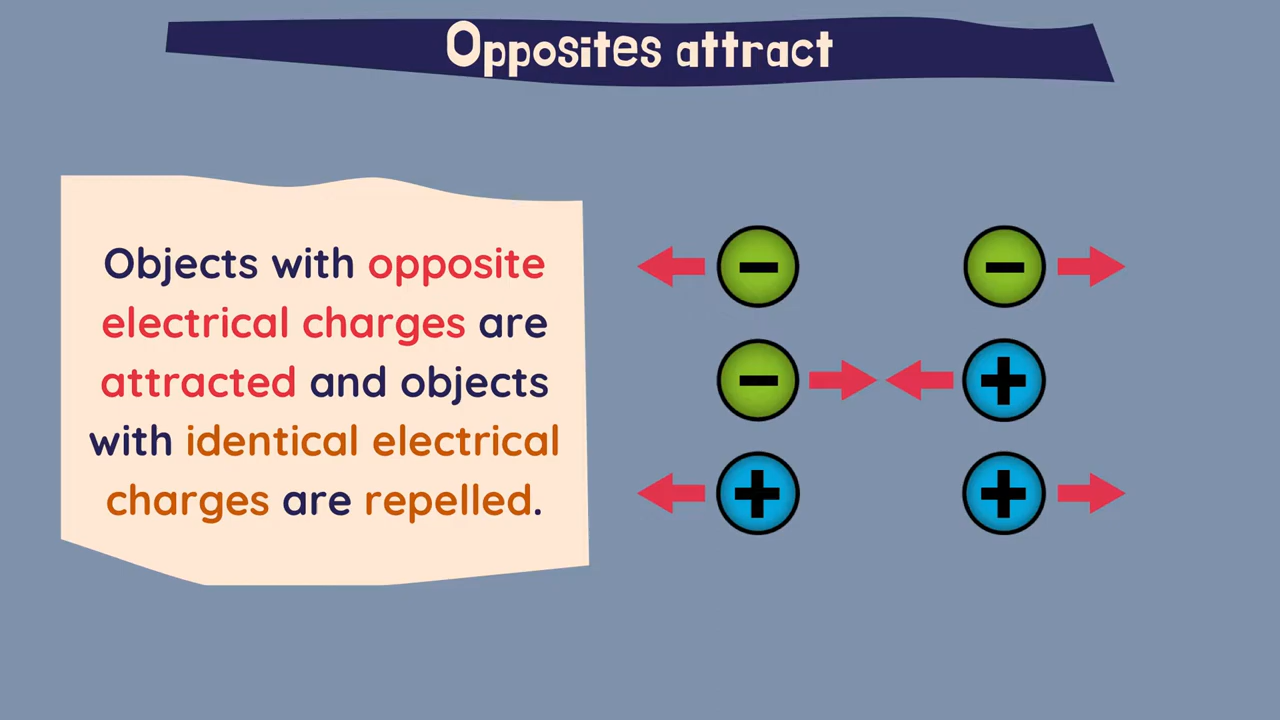 Opposites attract
Objects with opposite
electrical charges are
attracted and objects
with identical electrical
charges are repelled.
− −
− +
+ +